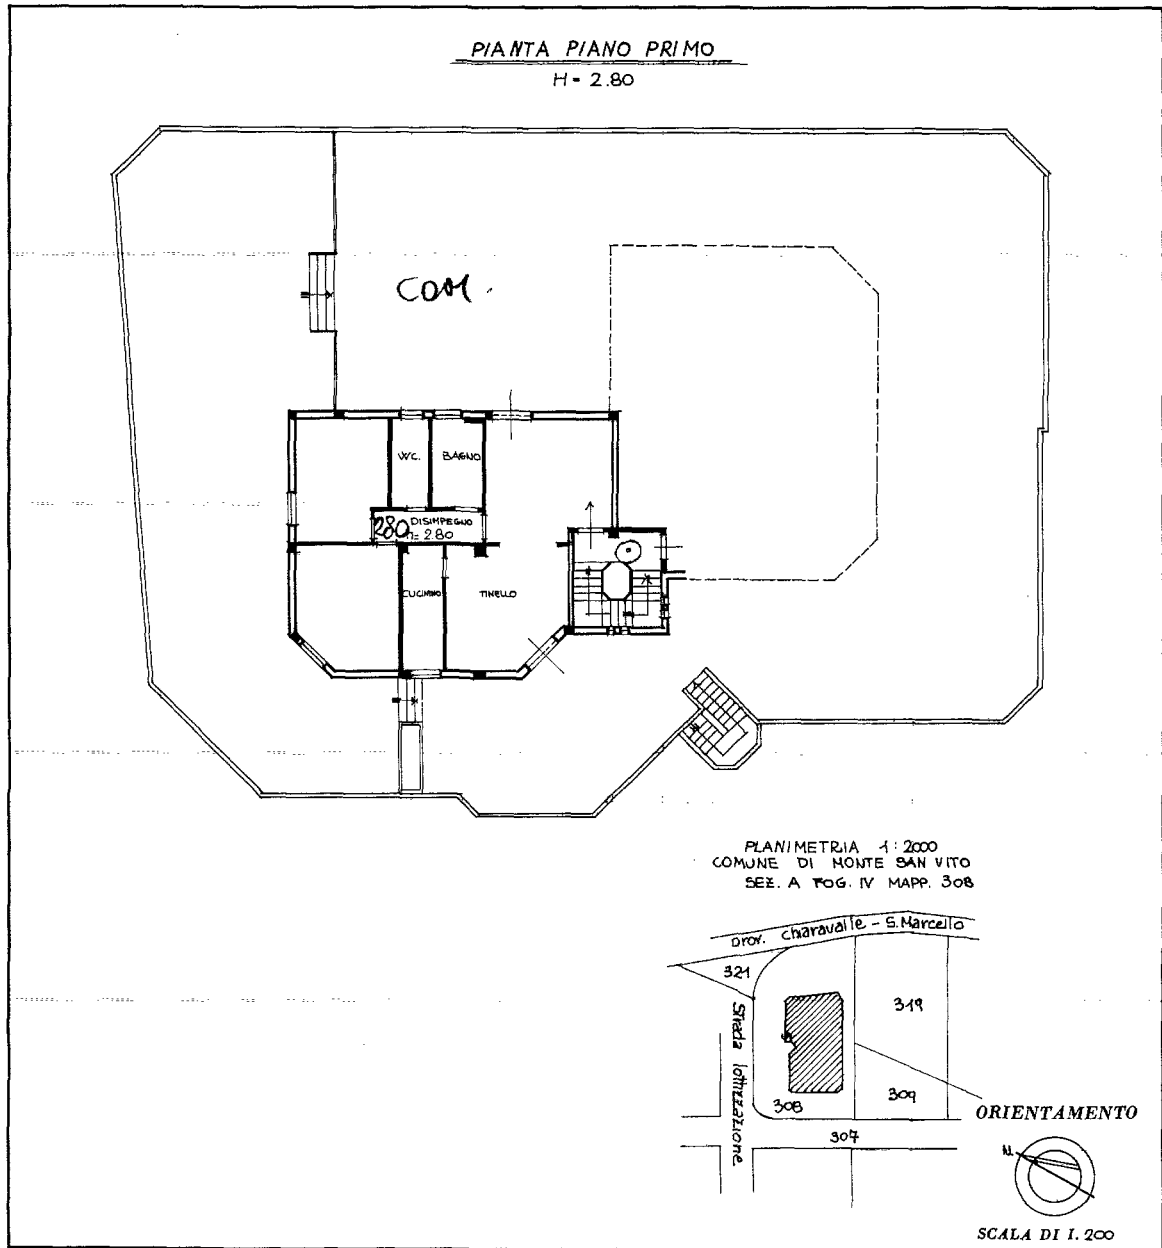 PIANTA PIANO PRIMO
H = 2.80
COM.
W.C.
BAGNO
280
DISIMPEGNO
h= 2.80
CUCININO
TINELLO
PLANIMETRIA 1:2000
COMUNE DI MONTE SAN VITO
SEZ. A FOG. IV MAPP. 308
prov. Chiaravalle - S. Marcello
321
319
Strada lottizzazione
308
309
307
ORIENTAMENTO
N.
SCALA DI 1. 200